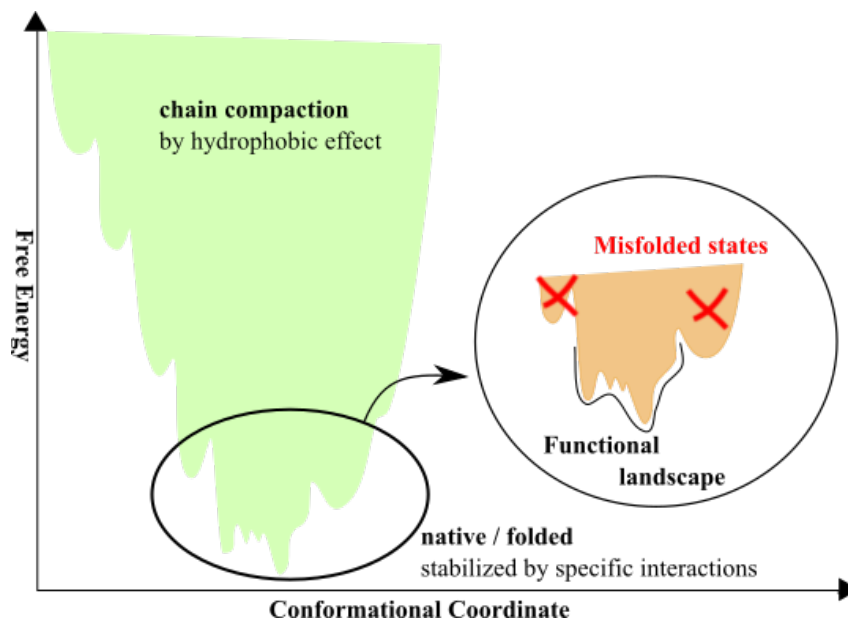 chain compaction
by hydrophobic effect
Free Energy
Misfolded states
Functional
landscape
native / folded
stabilized by specific interactions
Conformational Coordinate